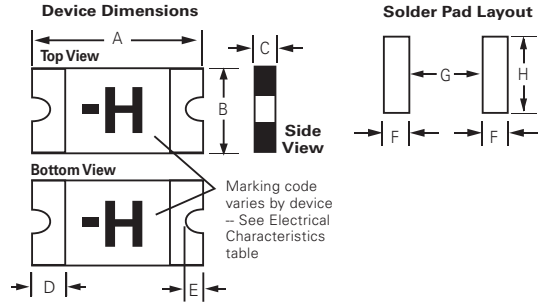 Device Dimensions
A
Top View
-H
B
C
Side
View
Bottom View
-H
Marking code
varies by device
-- See Electrical
Characteristics
table
D
E
Solder Pad Layout
G
H
F
F